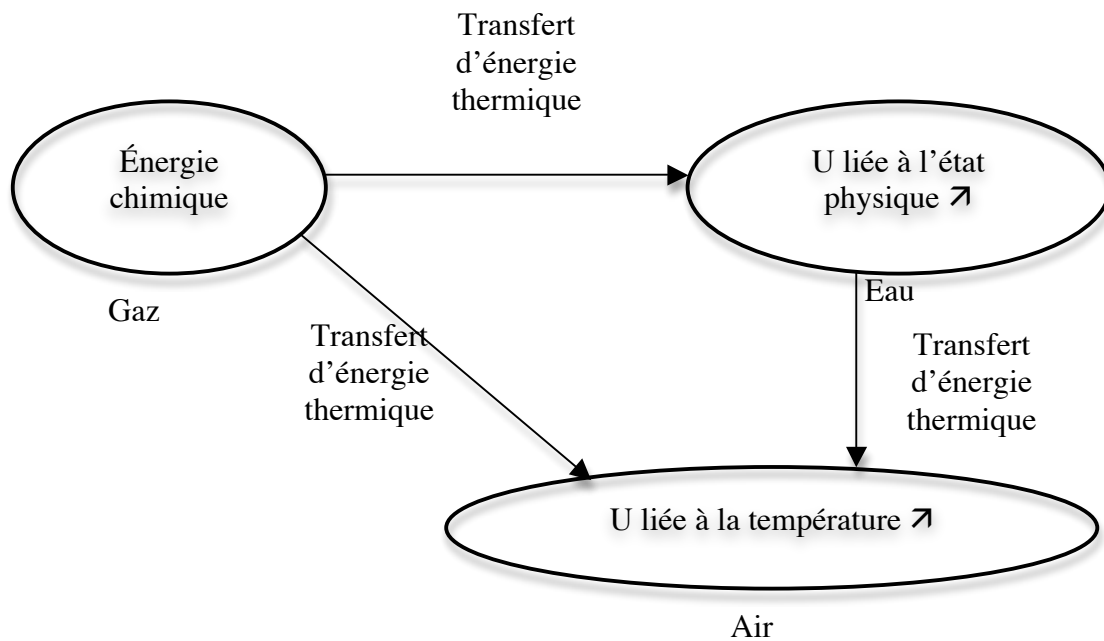 Transfert
d’énergie
thermique
Énergie
chimique
U liée à l’état
physique ↗
Gaz
Eau
Transfert
d’énergie
thermique
Transfert
d’énergie
thermique
U liée à la température ↗
Air